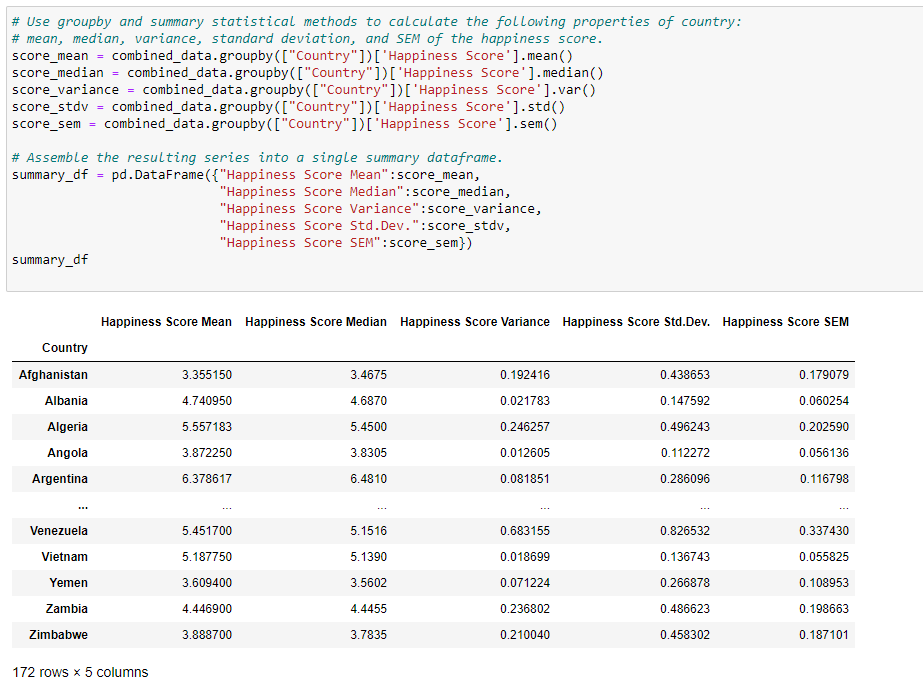 # Use groupby and summary statistical methods to calculate the following properties of country:
# mean, median, variance, standard deviation, and SEM of the happiness score.
score_mean = combined_data.groupby(["Country"])['Happiness Score'].mean()
score_median = combined_data.groupby(["Country"])['Happiness Score'].median()
score_variance = combined_data.groupby(["Country"])['Happiness Score'].var()
score_stdv = combined_data.groupby(["Country"])['Happiness Score'].std()
score_sem = combined_data.groupby(["Country"])['Happiness Score'].sem()
# Assemble the resulting series into a single summary dataframe.
summary_df = pd.DataFrame({"Happiness Score Mean":score_mean,
"Happiness Score Median":score_median,
"Happiness Score Variance":score_variance,
"Happiness Score Std.Dev.":score_stdv,
"Happiness Score SEM":score_sem})
summary_df
Happiness Score Mean Happiness Score Median Happiness Score Variance Happiness Score Std.Dev. Happiness Score SEM
Country
Afghanistan 3.355150 3.4675 0.192416 0.438653 0.179079
Albania 4.740950 4.6870 0.021783 0.147592 0.060254
Algeria 5.557183 5.4500 0.246257 0.496243 0.202590
Angola 3.872250 3.8305 0.012605 0.112272 0.056136
Argentina 6.378617 6.4810 0.081851 0.286096 0.116798
... ... ... ... ... ...
Venezuela 5.451700 5.1516 0.683155 0.826532 0.337430
Vietnam 5.187750 5.1390 0.018699 0.136743 0.055825
Yemen 3.609400 3.5602 0.071224 0.266878 0.108953
Zambia 4.446900 4.4455 0.236802 0.486623 0.198663
Zimbabwe 3.888700 3.7835 0.210040 0.458302 0.187101
172 rows × 5 columns